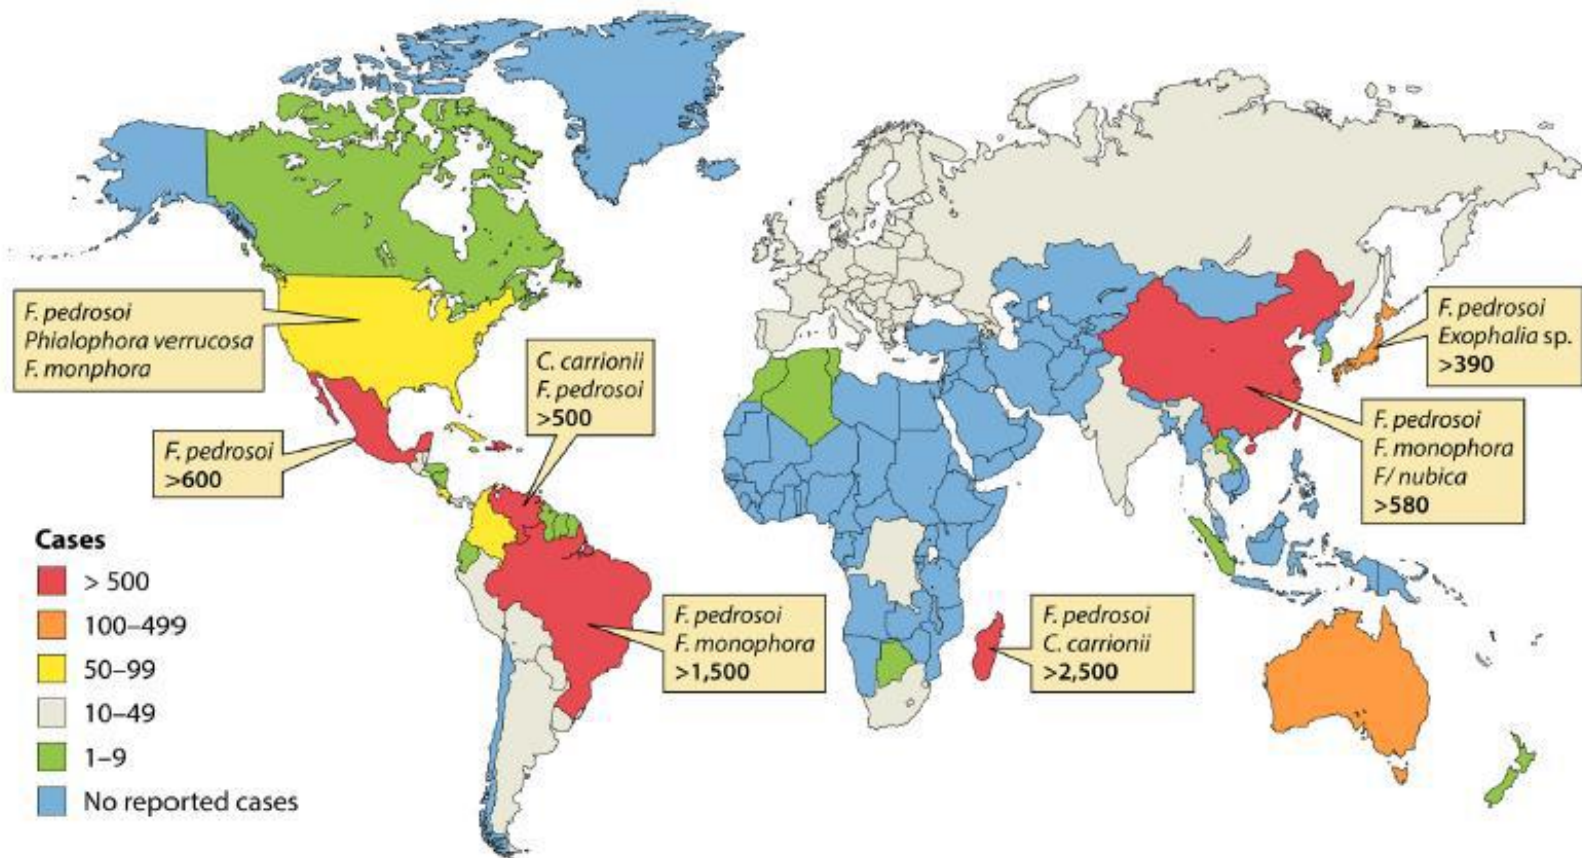 F. pedrosoi
Phialophora verrucosa
F. monphora
F. pedrosoi
>600
C. carrionii
F. pedrosoi
>500
F. pedrosoi
F. monophora
>1,500
F. pedrosoi
C. carrionii
>2,500
F. pedrosoi
Exophalia sp.
>390
F. pedrosoi
F. monophora
F/ nubica
>580
Cases
> 500
100–499
50–99
10–49
1–9
No reported cases